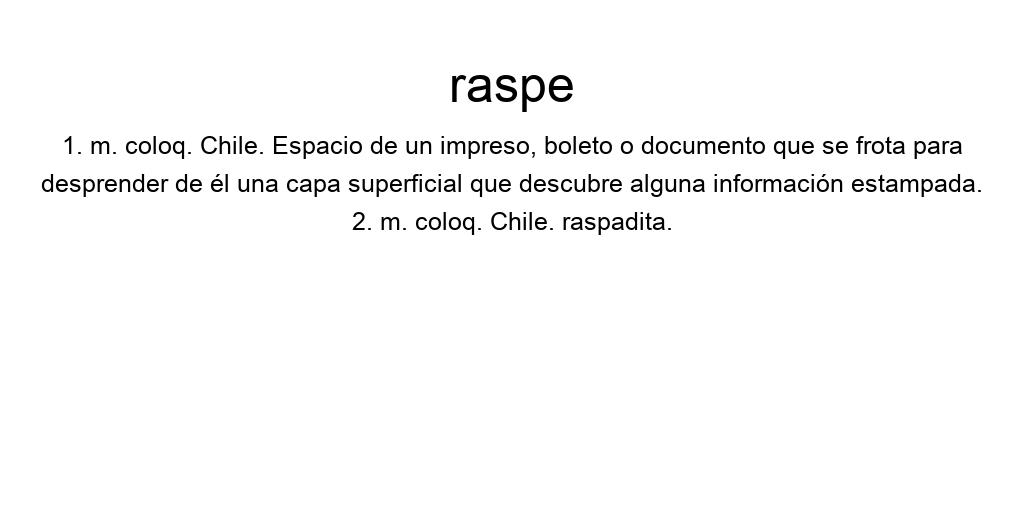 raspe
1. m. coloq. Chile. Espacio de un impreso, boleto o documento que se frota para
desprender de él una capa superficial que descubre alguna información estampada.
2. m. coloq. Chile. raspadita.